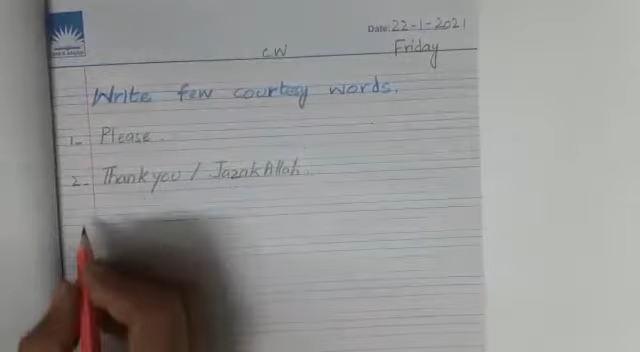 Date: 22-1-2021
CW Friday
Write few courtesy words.
1- Please.
2- Thank you / JazakAllah.